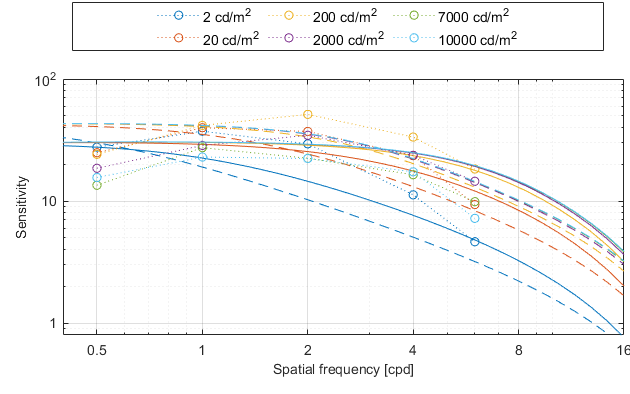 2 cd/m² 200 cd/m² 7000 cd/m²
20 cd/m² 2000 cd/m² 10000 cd/m²
10²
10
1
Sensitivity
0.5 1 2 4 8 16
Spatial frequency [cpd]